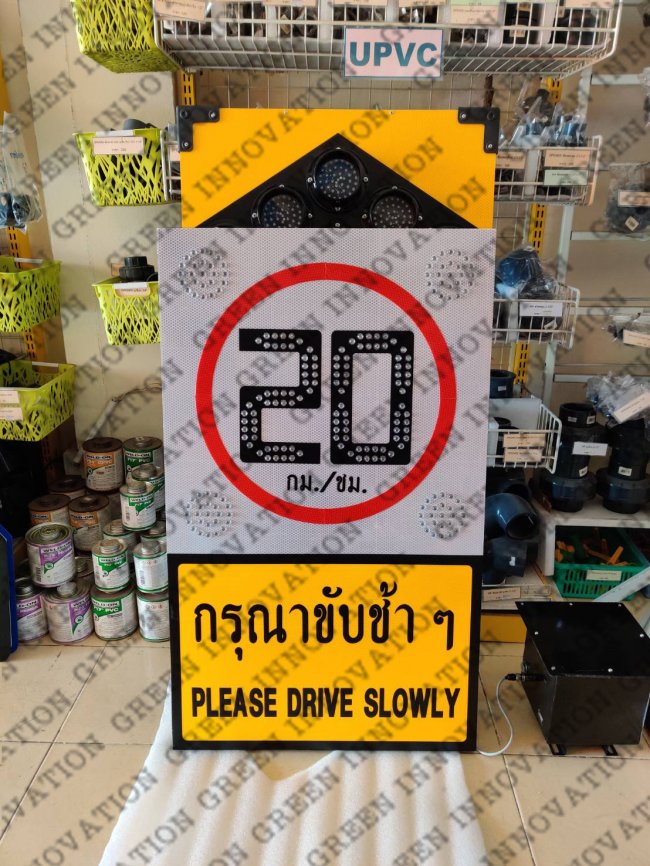 UPVC
20
กม./ชม.
กรุณาขับช้า ๆ
PLEASE DRIVE SLOWLY
GREEN INNOVATION